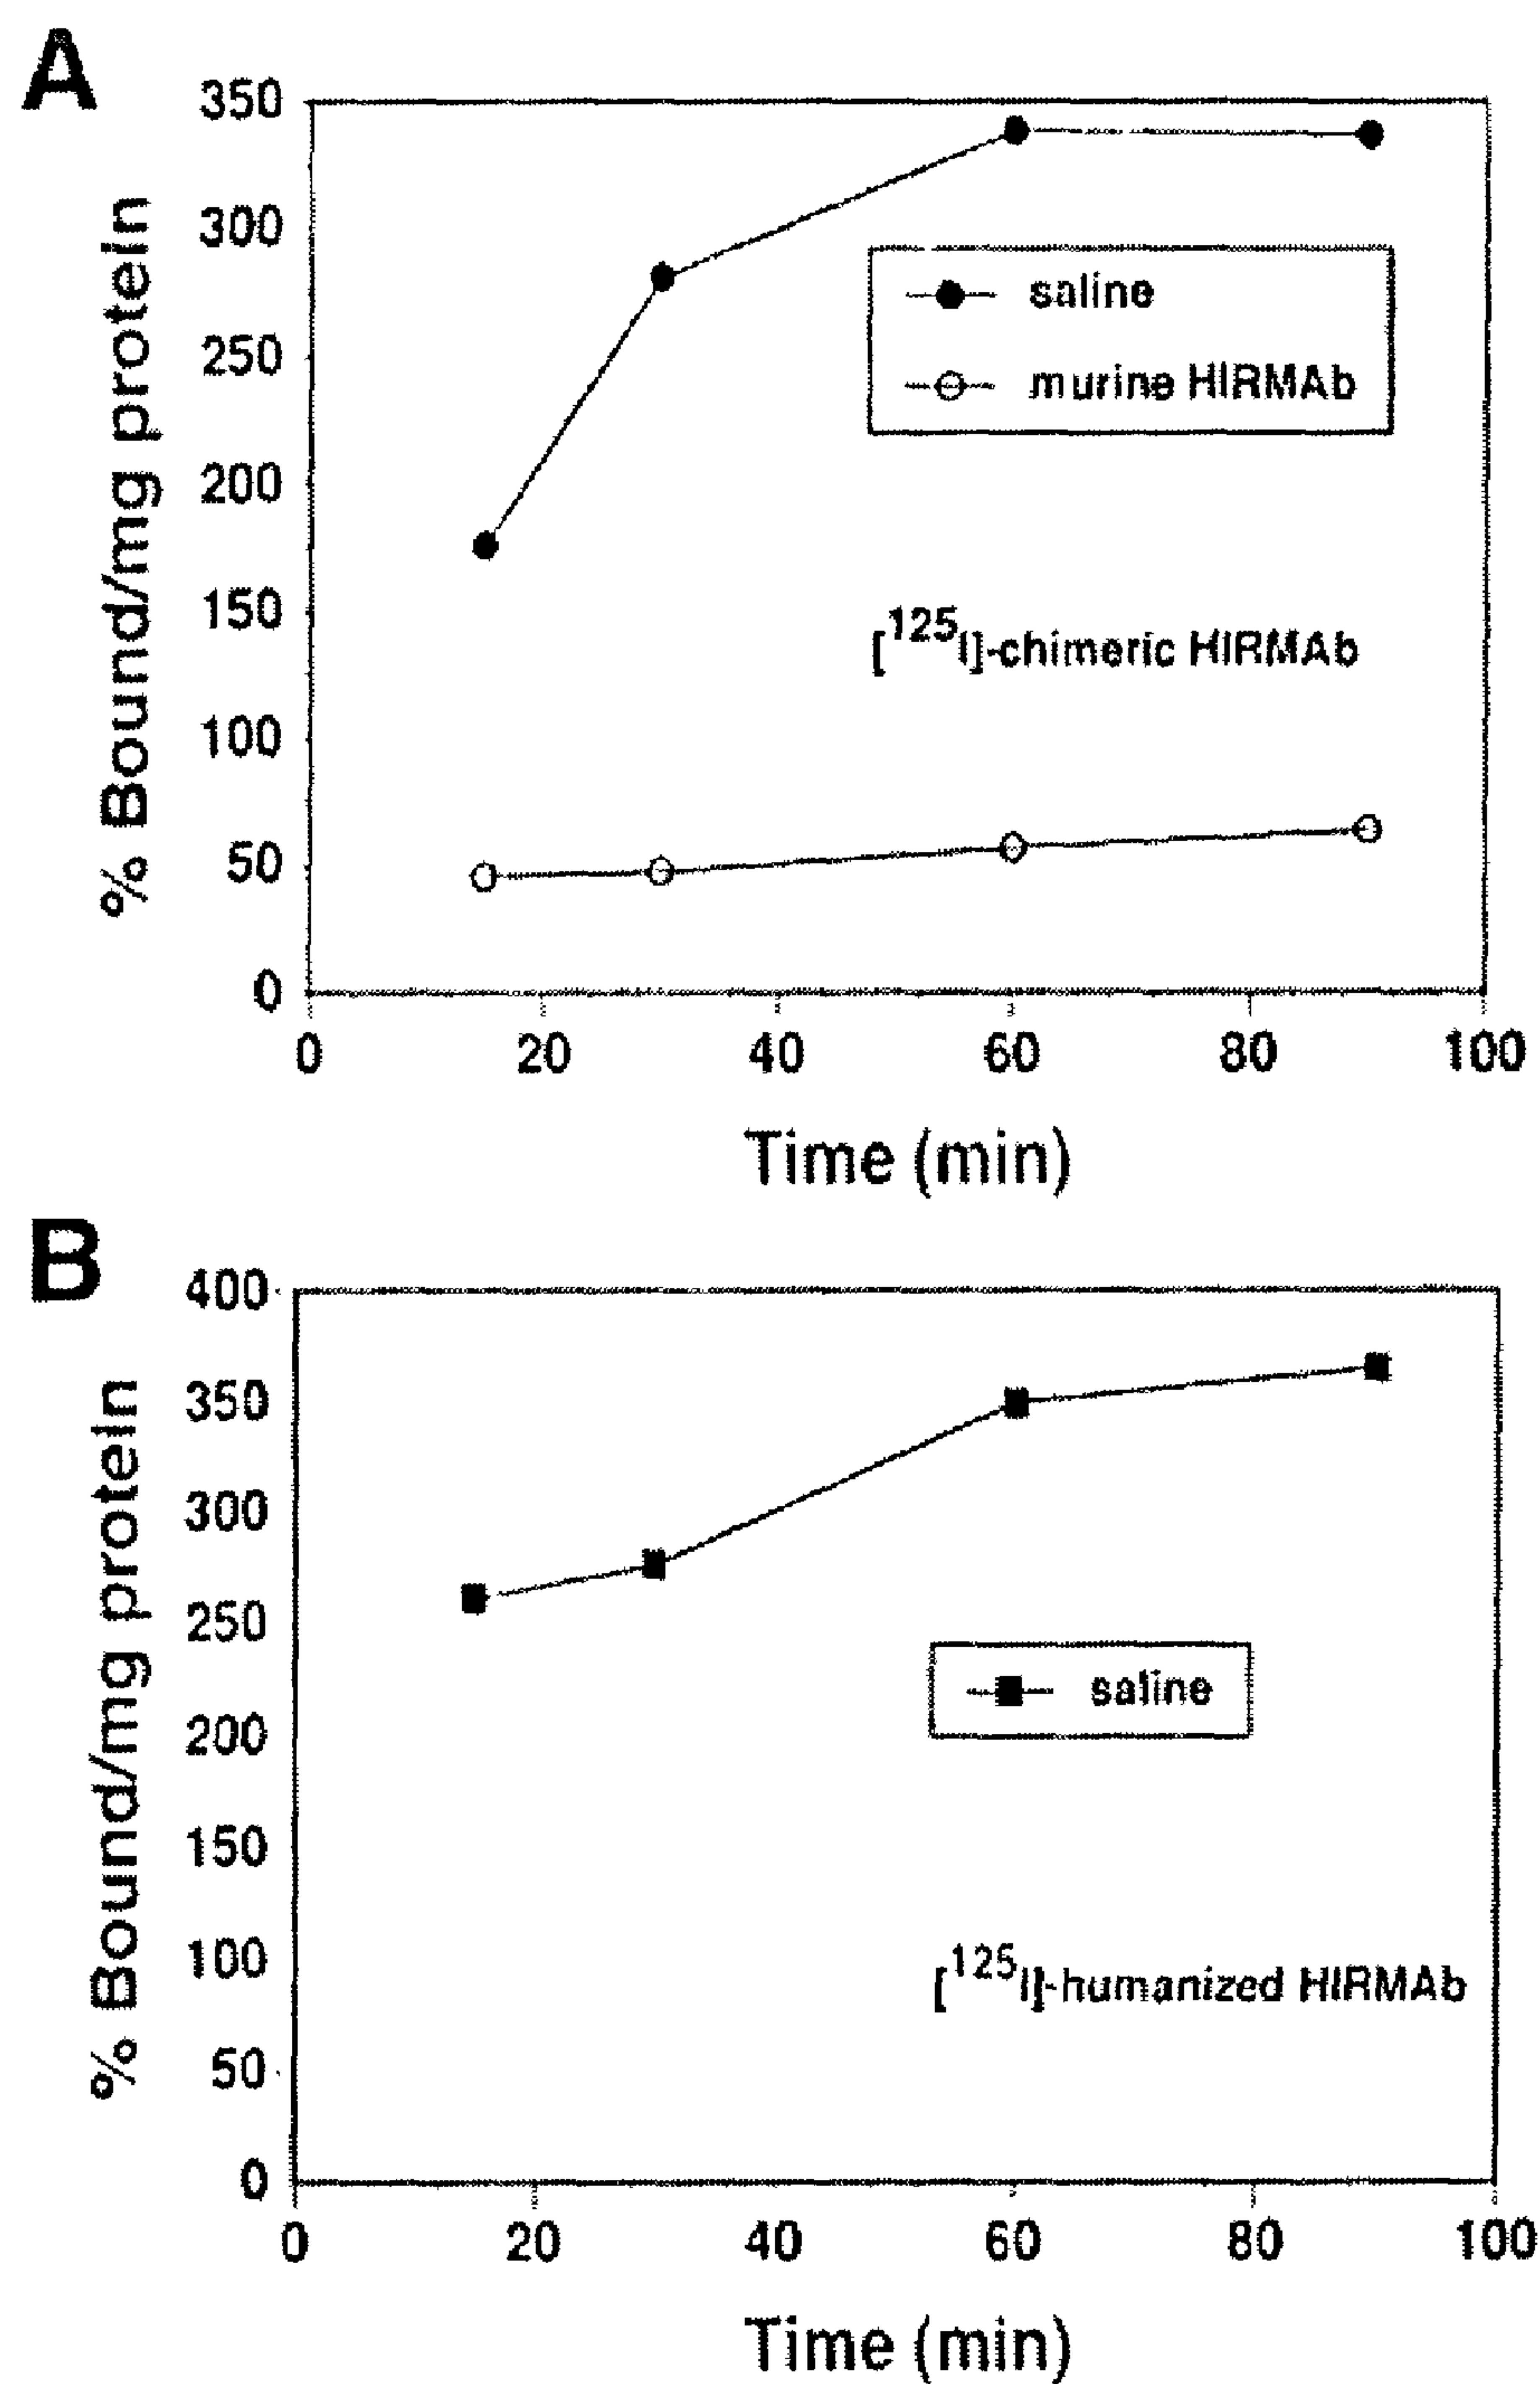 A
350
300
250
200
150
100
50
0
% Bound/mg protein
saline
murine HIRMAb
[125I]-chimeric HIRMAb
0 20 40 60 80 100
Time (min)
B
400
350
300
250
200
150
100
50
0
% Bound/mg protein
saline
[125I]-humanized HIRMAb
0 20 40 60 80 100
Time (min)